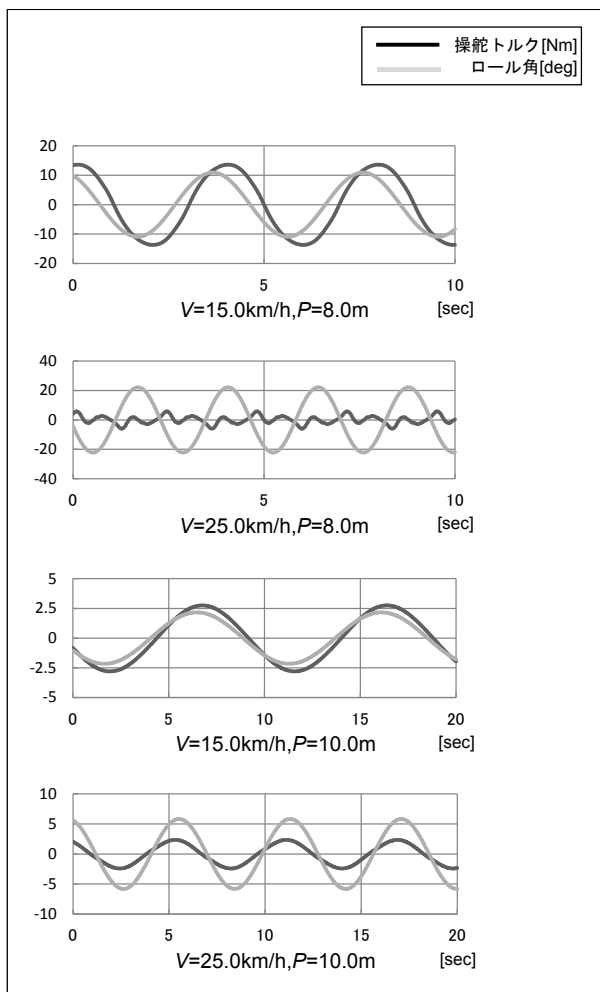 操舵トルク[Nm]
ロール角[deg]
20
10
0
-10
-20
0 5 10
V=15.0km/h,P=8.0m [sec]
40
20
0
-20
-40
0 5 10
V=25.0km/h,P=8.0m [sec]
5
2.5
0
-2.5
-5
0 5 10 15 20
V=15.0km/h,P=10.0m [sec]
10
5
0
-5
-10
0 5 10 15 20
V=25.0km/h,P=10.0m [sec]